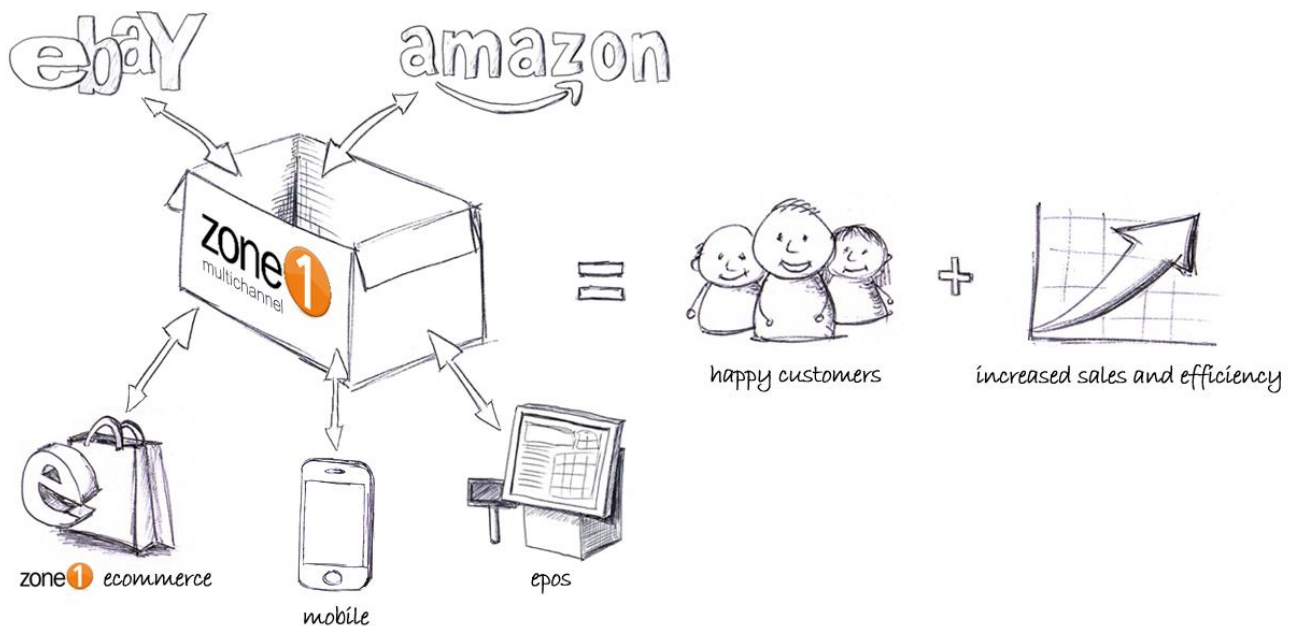 ebay
amazon
zone1
multichannel
=
+
happy customers
increased sales and efficiency
e
zone1 ecommerce
mobile
epos